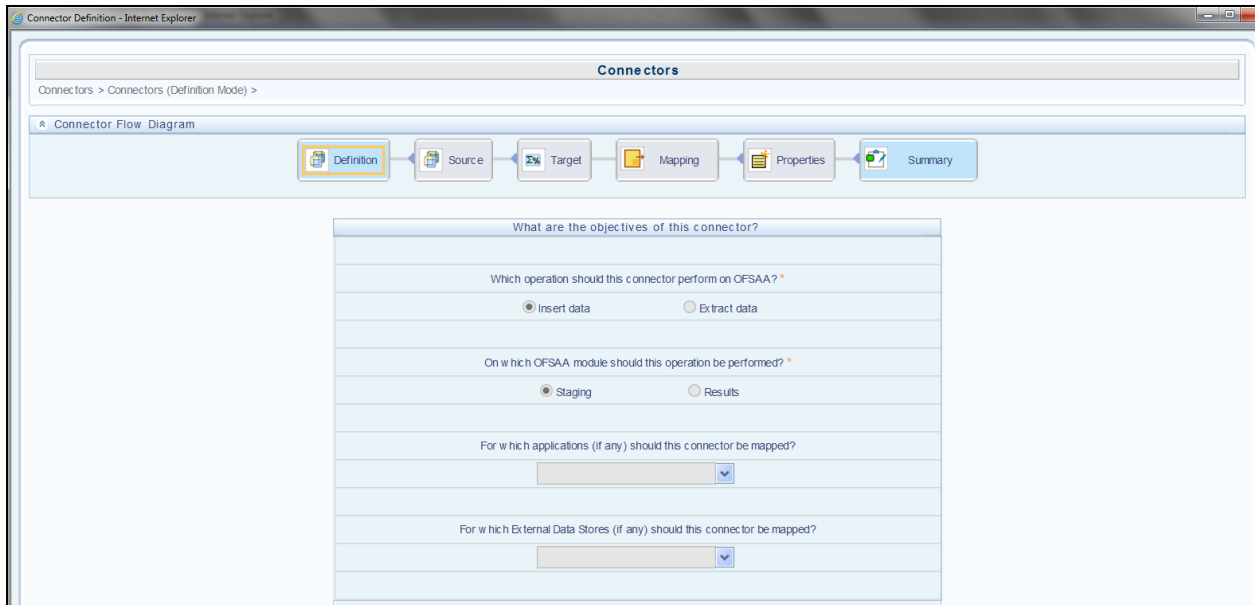 Connector Definition - Internet Explorer
Connectors
Connectors > Connectors (Definition Mode) >
Connector Flow Diagram
Definition Source Σ% Target Mapping Properties Summary
What are the objectives of this connector?
Which operation should this connector perform on OFSAA? *
Insert data Extract data
On which OFSAA module should this operation be performed? *
Staging Results
For which applications (if any) should this connector be mapped?
For which External Data Stores (if any) should this connector be mapped?